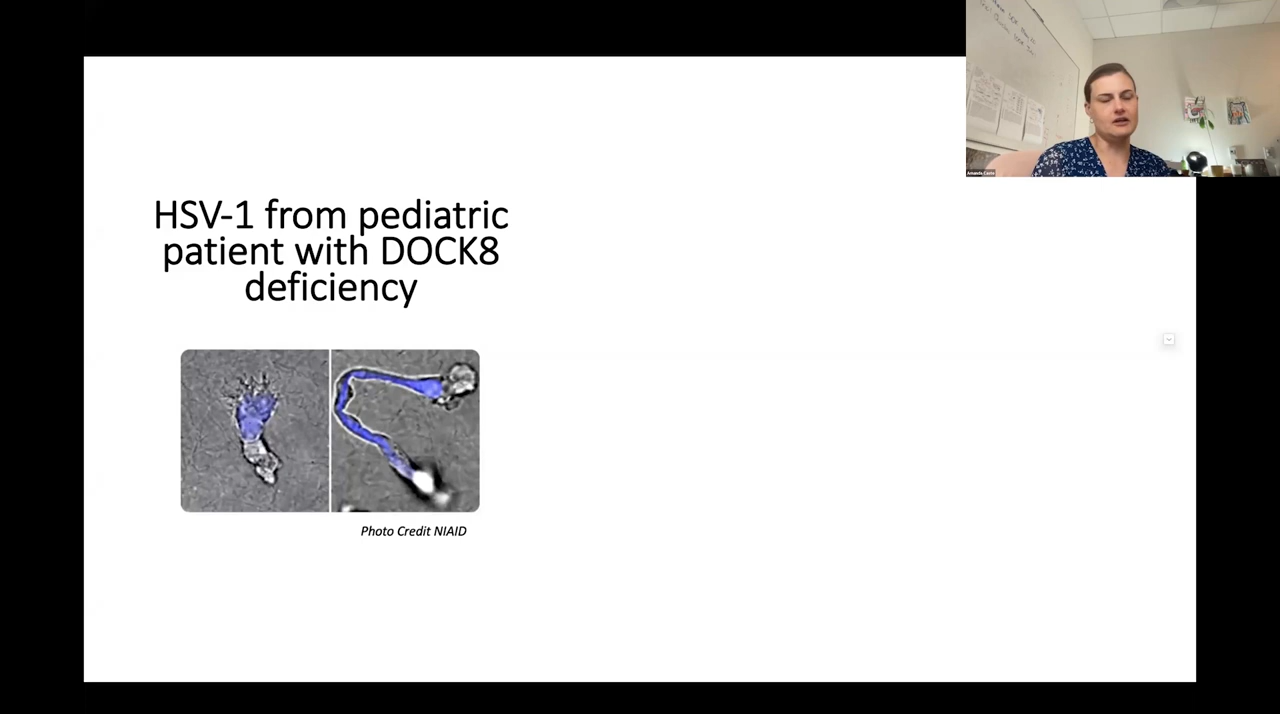 HSV-1 from pediatric
patient with DOCK8
deficiency
Photo Credit NIAID